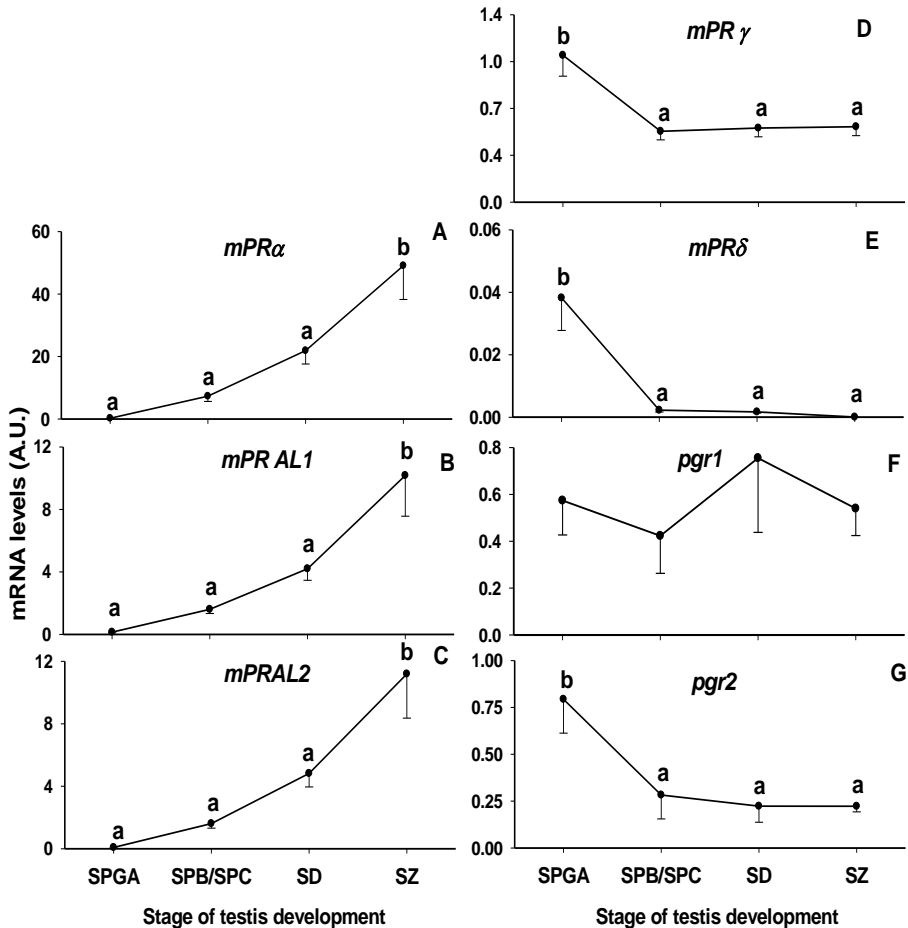 mRNA levels (A.U.)
A
mPRα
60
40
20
0
a
a
a
b
B
mPR AL1
12
8
4
0
a
a
a
b
C
mPRAL2
12
8
4
0
a
a
a
b
SPGA SPB/SPC SD SZ
Stage of testis development
D
mPR γ
1.4
1.0
0.7
0.4
0.0
b
a
a
a
E
mPRδ
0.06
0.04
0.02
0.00
b
a
a
a
F
pgr1
0.8
0.6
0.4
0.2
0.0
G
pgr2
1.00
0.75
0.50
0.25
0.00
b
a
a
a
SPGA SPB/SPC SD SZ
Stage of testis development